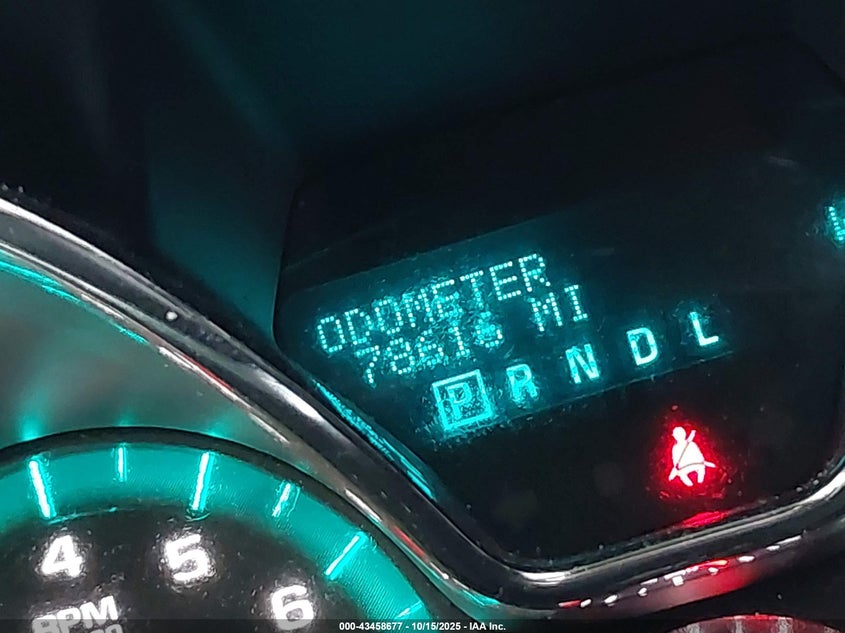 ODOMETER
78616 MI
P R N D L
4 5 6
RPM
000-43458677 - 10/15/2025 - IAA Inc.